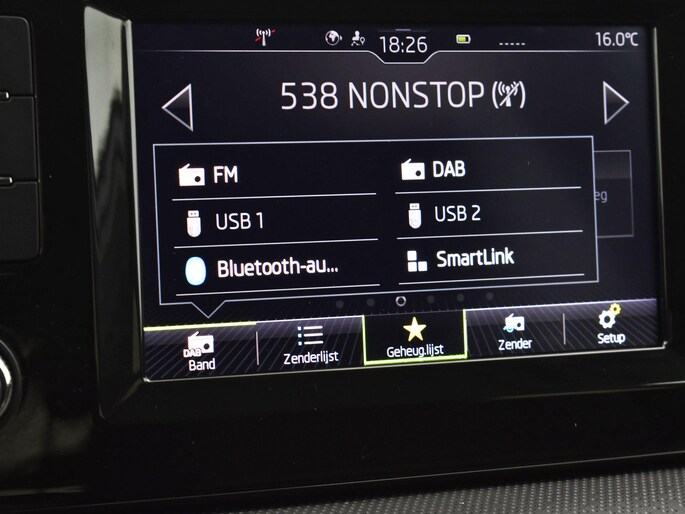 18:26
16.0°C
538 NONSTOP
FM
DAB
USB 1
USB 2
Bluetooth-au...
SmartLink
eg
DAB
Band
Zenderlijst
Geheug.lijst
Zender
Setup